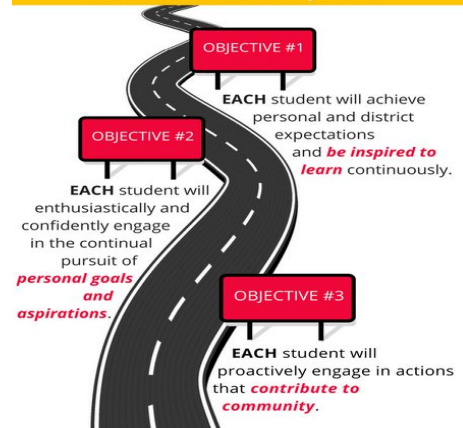 OBJECTIVE #1
EACH student will achieve
personal and district
expectations
and be inspired to
learn continuously.
OBJECTIVE #2
EACH student will
enthusiastically and
confidently engage
in the continual
pursuit of
personal goals
and
aspirations.
OBJECTIVE #3
EACH student will
proactively engage in actions
that contribute to
community.